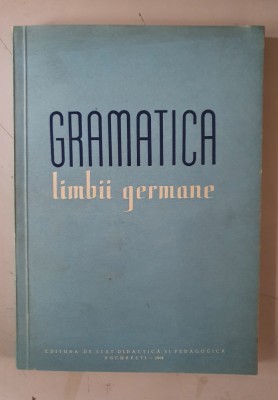 GRAMATICA
limbii germane
EDITURA DE STAT DIDACTICĂ ȘI PEDAGOGICĂ
BUCUREȘTI